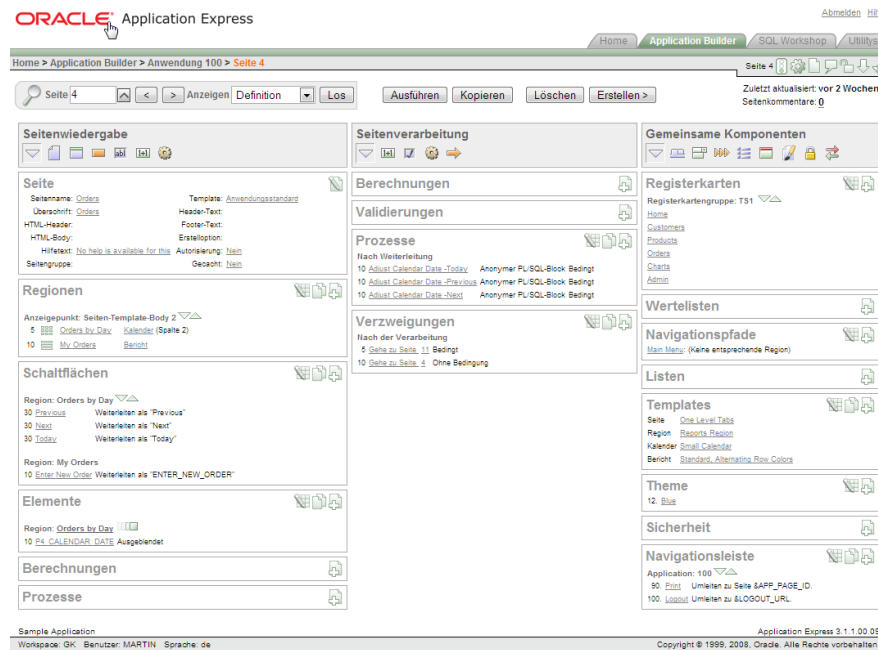 ORACLE Application Express
Abmelden Hil
Home Application Builder SQL Workshop Utilitys
Home > Application Builder > Anwendung 100 > Seite 4
Seite 4
Seite 4 < > Anzeigen Definition Los Ausführen Kopieren Löschen Erstellen >
Zuletzt aktualisiert: vor 2 Wochen
Seitenkommentare: 0
Seitenwiedergabe
Seite
Seitenname: Orders Template: Anwendungsstandard
Überschrift: Orders Header-Text:
HTML-Header: Footer-Text:
HTML-Body: Erstelloption:
Hilfetext: No help is available for this Autorisierung: Nein
Seitengruppe: Gecacht: Nein
Regionen
Anzeigepunkt: Seiten-Template-Body 2
5 Orders by Day Kalender (Spalte 2)
10 My Orders Bericht
Schaltflächen
Region: Orders by Day
30 Previous Weiterleiten als "Previous"
30 Next Weiterleiten als "Next"
30 Today Weiterleiten als "Today"
Region: My Orders
10 Enter New Order Weiterleiten als "ENTER_NEW_ORDER"
Elemente
Region: Orders by Day
10 P4_CALENDAR_DATE Ausgeblendet
Berechnungen
Prozesse
Seitenverarbeitung
Berechnungen
Validierungen
Prozesse
Nach Weiterleitung
10 Adjust Calendar Date -Today Anonymer PL/SQL-Block Bedingt
10 Adjust Calendar Date -Previous Anonymer PL/SQL-Block Bedingt
10 Adjust Calendar Date -Next Anonymer PL/SQL-Block Bedingt
Verzweigungen
Nach der Verarbeitung
5 Gehe zu Seite 11 Bedingt
10 Gehe zu Seite 4 Ohne Bedingung
Gemeinsame Komponenten
Registerkarten
Registerkartengruppe: TS1
Home
Customers
Products
Orders
Charts
Admin
Wertelisten
Navigationspfade
Main Menu: (Keine entsprechende Region)
Listen
Templates
Seite One Level Tabs
Region Reports Region
Kalender Small Calendar
Bericht Standard, Alternating Row Colors
Theme
12. Blue
Sicherheit
Navigationsleiste
Application: 100
90. Print Umleiten zu Seite &APP_PAGE_ID.
100. Logout Umleiten zu &LOGOUT_URL.
Sample Application Application Express 3.1.1.00.09
Workspace: GK Benutzer: MARTIN Sprache: de Copyright © 1999, 2008, Oracle. Alle Rechte vorbehalten.